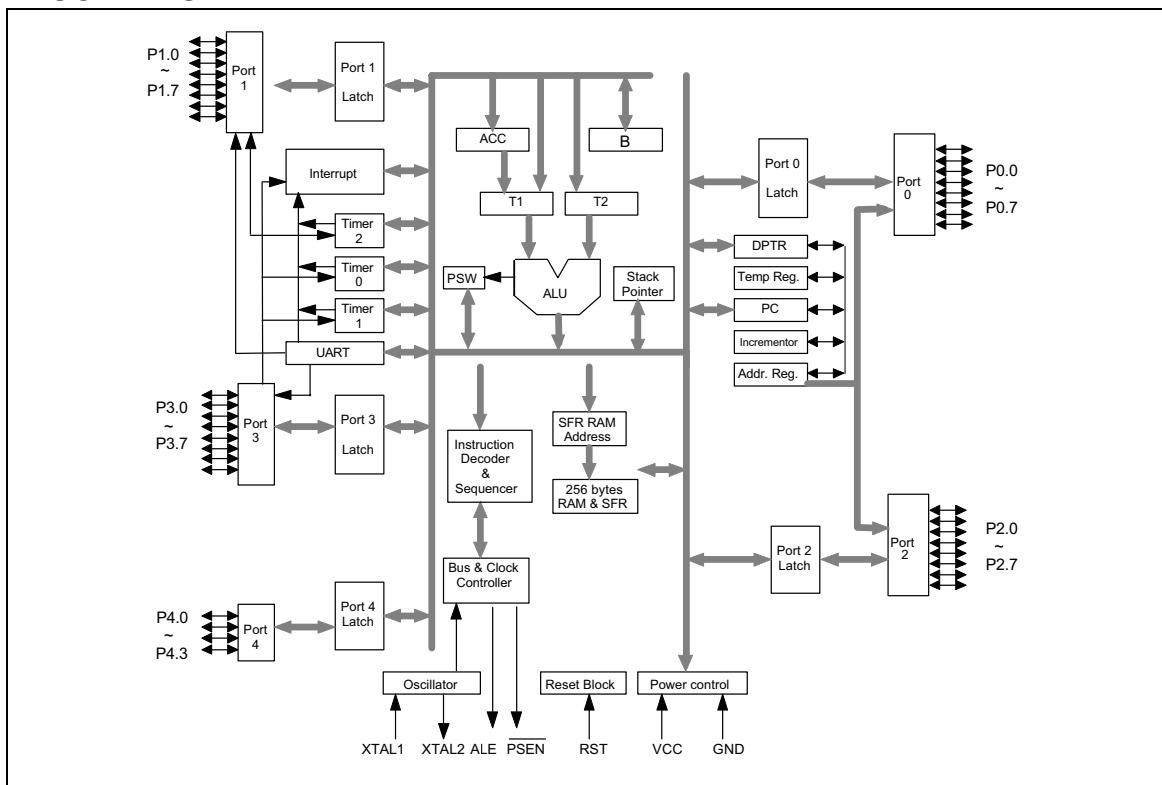 P1.0
~
P1.7
Port
1
Port 1
Latch
ACC
B
Interrupt
T1
T2
Port 0
Latch
Port
0
P0.0
~
P0.7
Timer
2
Timer
0
Timer
1
UART
PSW
ALU
Stack
Pointer
DPTR
Temp Reg.
PC
Incrementor
Addr. Reg.
P3.0
~
P3.7
Port
3
Port 3
Latch
Instruction
Decoder
&
Sequencer
SFR RAM
Address
256 bytes
RAM & SFR
Bus & Clock
Controller
Port 2
Latch
Port
2
P2.0
~
P2.7
P4.0
~
P4.3
Port
4
Port 4
Latch
Oscillator
Reset Block
Power control
XTAL1
XTAL2
ALE
PSEN
RST
VCC
GND